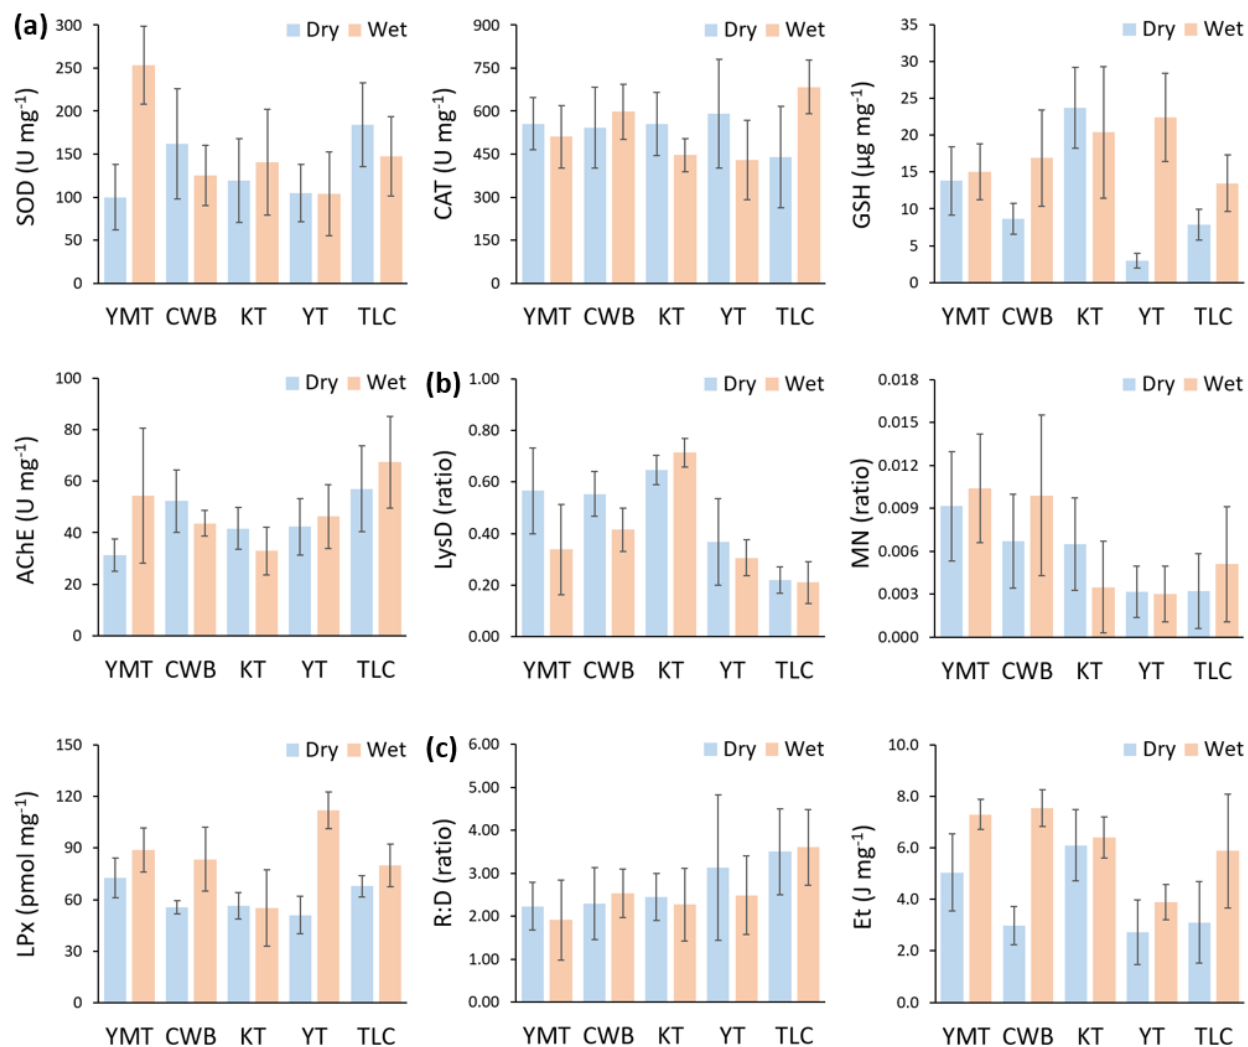 (a)
SOD (U mg⁻¹)
300
250
200
150
100
50
0
Dry Wet
YMT CWB KT YT TLC
CAT (U mg⁻¹)
900
750
600
450
300
150
0
Dry Wet
YMT CWB KT YT TLC
GSH (µg mg⁻¹)
35
30
25
20
15
10
5
0
Dry Wet
YMT CWB KT YT TLC
AChE (U mg⁻¹)
100
80
60
40
20
0
Dry Wet
YMT CWB KT YT TLC
(b)
LysD (ratio)
1.00
0.80
0.60
0.40
0.20
0.00
Dry Wet
YMT CWB KT YT TLC
MN (ratio)
0.018
0.015
0.012
0.009
0.006
0.003
0.000
Dry Wet
YMT CWB KT YT TLC
LPx (pmol mg⁻¹)
150
120
90
60
30
0
Dry Wet
YMT CWB KT YT TLC
(c)
R:D (ratio)
6.00
5.00
4.00
3.00
2.00
1.00
0.00
Dry Wet
YMT CWB KT YT TLC
Et (J mg⁻¹)
10.0
8.0
6.0
4.0
2.0
0.0
Dry Wet
YMT CWB KT YT TLC